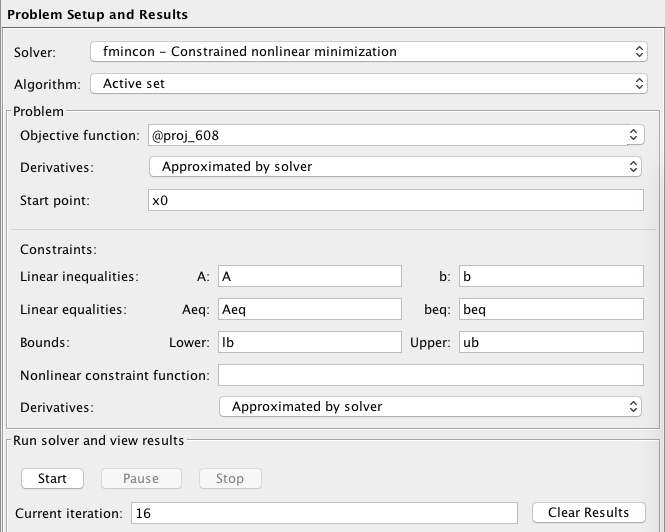 Problem Setup and Results
Solver: fmincon - Constrained nonlinear minimization
Algorithm: Active set
Problem
Objective function: @proj_608
Derivatives: Approximated by solver
Start point: x0
Constraints:
Linear inequalities: A: A b: b
Linear equalities: Aeq: Aeq beq: beq
Bounds: Lower: lb Upper: ub
Nonlinear constraint function:
Derivatives: Approximated by solver
Run solver and view results
Start Pause Stop
Current iteration: 16 Clear Results